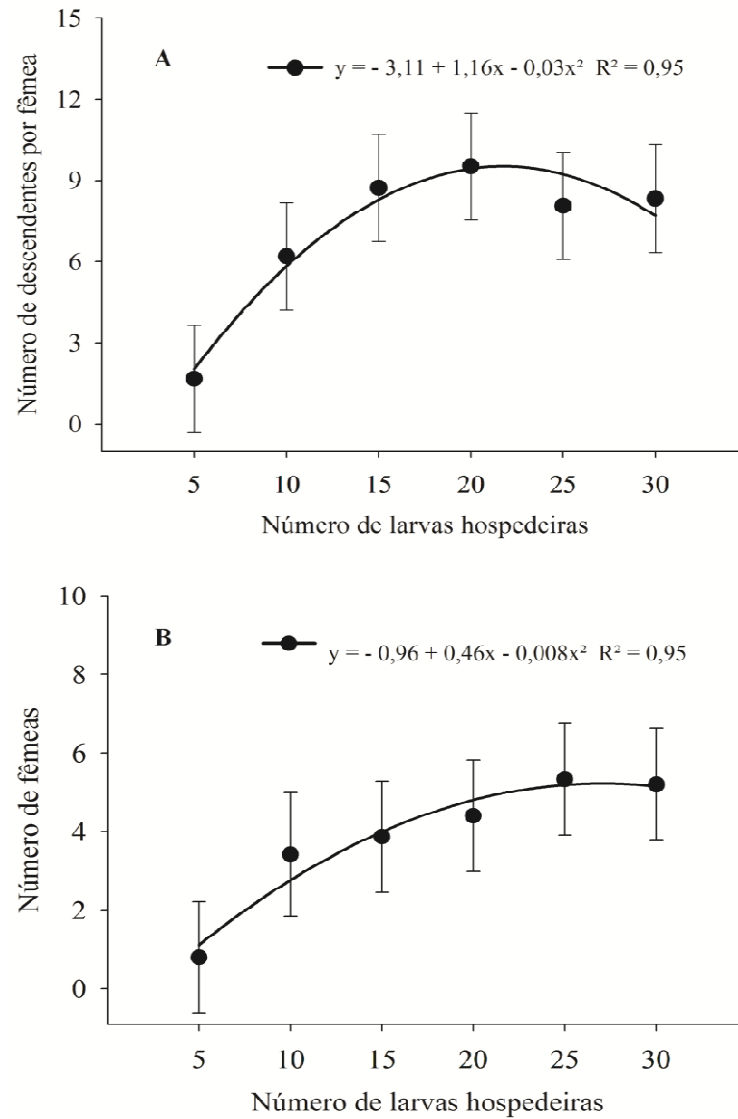 15
A
y = - 3,11 + 1,16x - 0,03x² R² = 0,95
12
9
6
3
0
Número de descendentes por fêmea
5 10 15 20 25 30
Número de larvas hospedeiras
10
B
y = - 0,96 + 0,46x - 0,008x² R² = 0,95
8
6
4
2
0
Número de fêmeas
5 10 15 20 25 30
Número de larvas hospedeiras